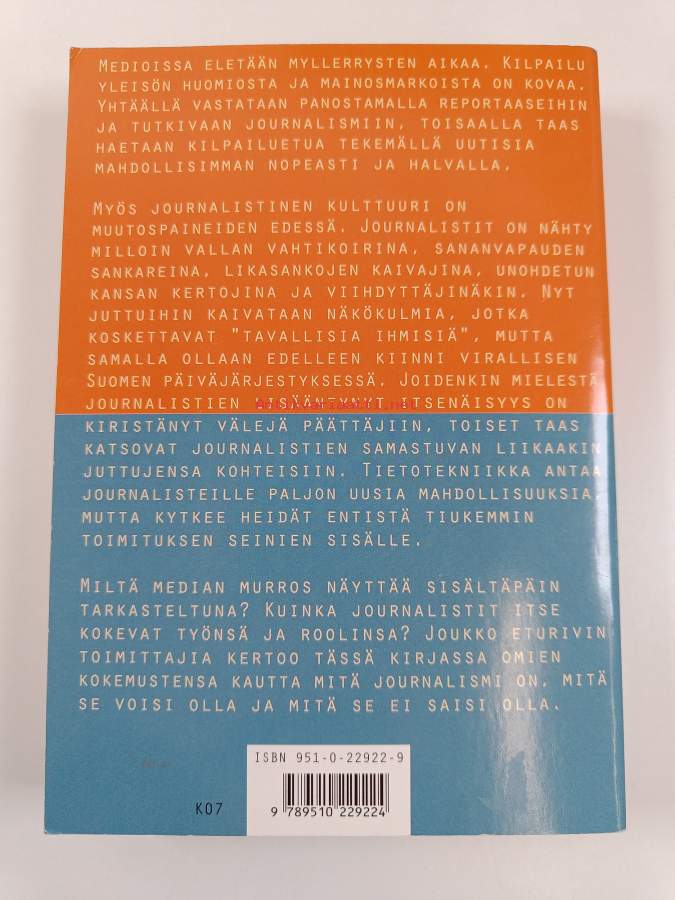 MEDIOISSA ELETÄÄN MYLLERRYSTEN AIKAA. KILPAILU
YLEISÖN HUOMIOSTA JA MAINOSMARKOISTA ON KOVAA.
YHTÄÄLLÄ VASTATAAN PANOSTAMALLA REPORTAASEIHIN
JA TUTKIVAAN JOURNALISMIIN, TOISAALLA TAAS
HAETAAN KILPAILUETUA TEKEMÄLLÄ UUTISIA
MAHDOLLISIMMAN NOPEASTI JA HALVALLA.
MYÖS JOURNALISTINEN KULTTUURI ON
MUUTOSPAINEIDEN EDESSÄ. JOURNALISTIT ON NÄHTY
MILLOIN VALLAN VAHTIKOIRINA, SANANVAPAUDEN
SANKAREINA, LIKASANKOJEN KAIVAJINA, UNOHDETUN
KANSAN KERTOJINA JA VIIHDYTTÄJINÄKIN. NYT
JUTTUIHIN KAIVATAAN NÄKÖKULMIA, JOTKA
KOSKETTAVAT "TAVALLISIA IHMISIÄ", MUTTA
SAMALLA OLLAAN EDELLEEN KIINNI VIRALLISEN
SUOMEN PÄIVÄJÄRJESTYKSESSÄ. JOIDENKIN MIELESTÄ
JOURNALISTIEN LISÄÄNTYNYT ITSENÄISYYS ON
KIRISTÄNYT VÄLEJÄ PÄÄTTÄJIIN, TOISET TAAS
KATSOVAT JOURNALISTIEN SAMASTUVAN LIIKAAKIN
JUTTUJENSA KOHTEISIIN. TIETOTEKNIIKKA ANTAA
JOURNALISTEILLE PALJON UUSIA MAHDOLLISUUKSIA,
MUTTA KYTKEE HEIDÄT ENTISTÄ TIUKEMMIN
TOIMITUKSEN SEINIEN SISÄLLE.
MILTÄ MEDIAN MURROS NÄYTTÄÄ SISÄLTÄPÄIN
TARKASTELTUNA? KUINKA JOURNALISTIT ITSE
KOKEVAT TYÖNSÄ JA ROOLINSA? JOUKKO ETURIVIN
TOIMITTAJIA KERTOO TÄSSÄ KIRJASSA OMIEN
KOKEMUSTENSA KAUTTA MITÄ JOURNALISMI ON, MITÄ
SE VOISI OLLA JA MITÄ SE EI SAISI OLLA.
ISBN 951-0-22922-9
K07
9 789510 229224